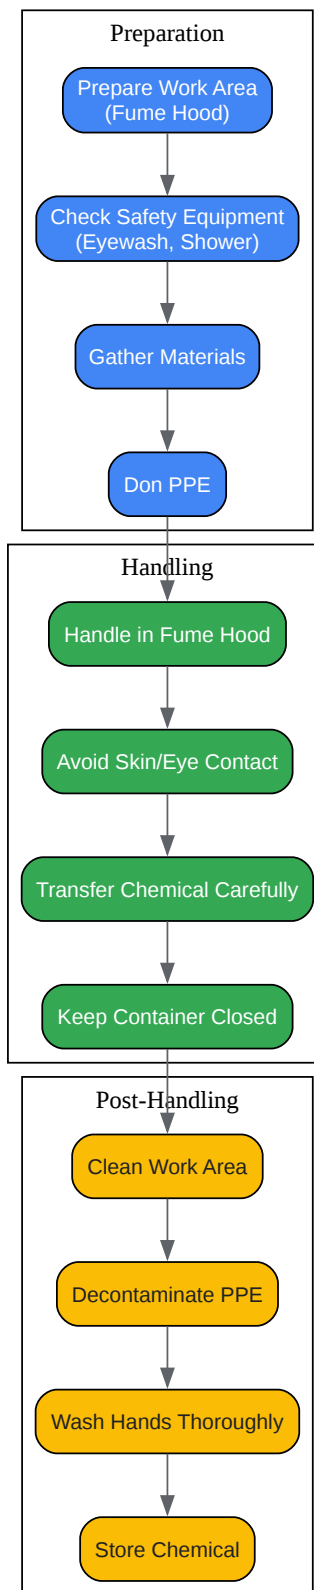 Preparation
Prepare Work Area
(Fume Hood)
Check Safety Equipment
(Eyewash, Shower)
Gather Materials
Don PPE
Handling
Handle in Fume Hood
Avoid Skin/Eye Contact
Transfer Chemical Carefully
Keep Container Closed
Post-Handling
Clean Work Area
Decontaminate PPE
Wash Hands Thoroughly
Store Chemical